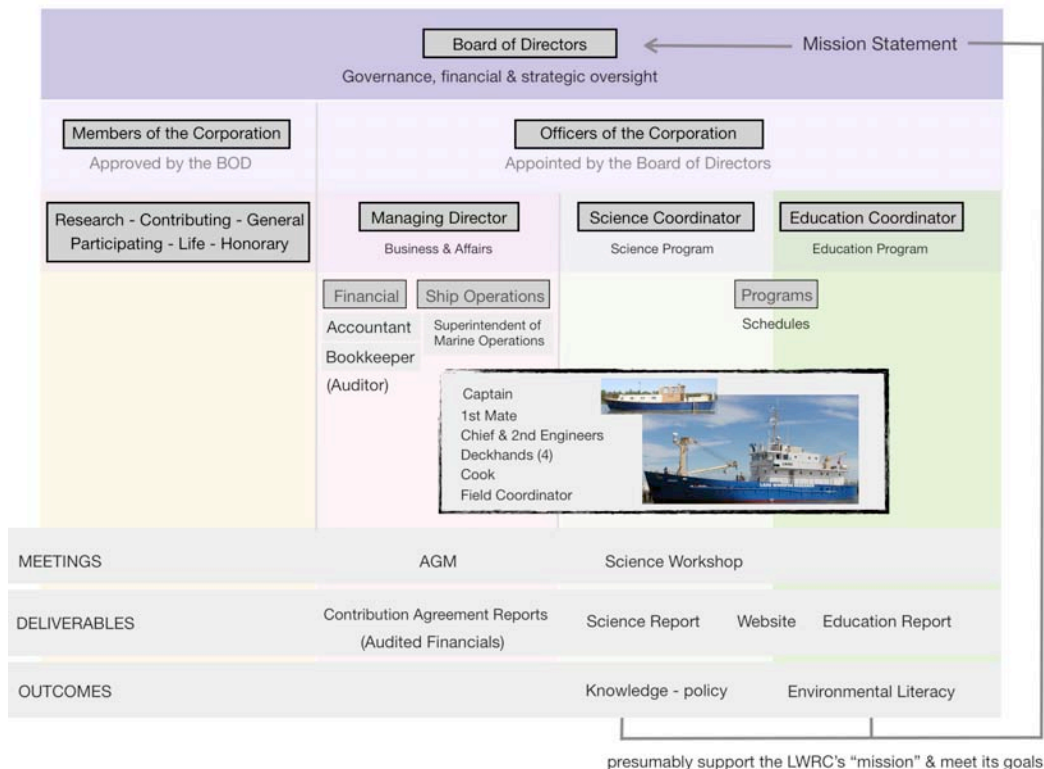 Board of Directors
Mission Statement
Governance, financial & strategic oversight
Members of the Corporation
Approved by the BOD
Officers of the Corporation
Appointed by the Board of Directors
Research - Contributing - General
Participating - Life - Honorary
Managing Director
Business & Affairs
Science Coordinator
Science Program
Education Coordinator
Education Program
Financial
Accountant
Bookkeeper
(Auditor)
Ship Operations
Superintendent of
Marine Operations
Programs
Schedules
Captain
1st Mate
Chief & 2nd Engineers
Deckhands (4)
Cook
Field Coordinator
MEETINGS
AGM
Science Workshop
DELIVERABLES
Contribution Agreement Reports
(Audited Financials)
Science Report
Website
Education Report
OUTCOMES
Knowledge - policy
Environmental Literacy
presumably support the LWRC's “mission” & meet its goals